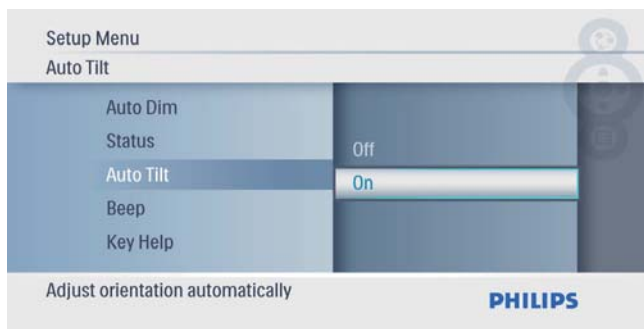 Setup Menu
Auto Tilt
Auto Dim
Status
Auto Tilt
Beep
Key Help
Off
On
Adjust orientation automatically
PHILIPS